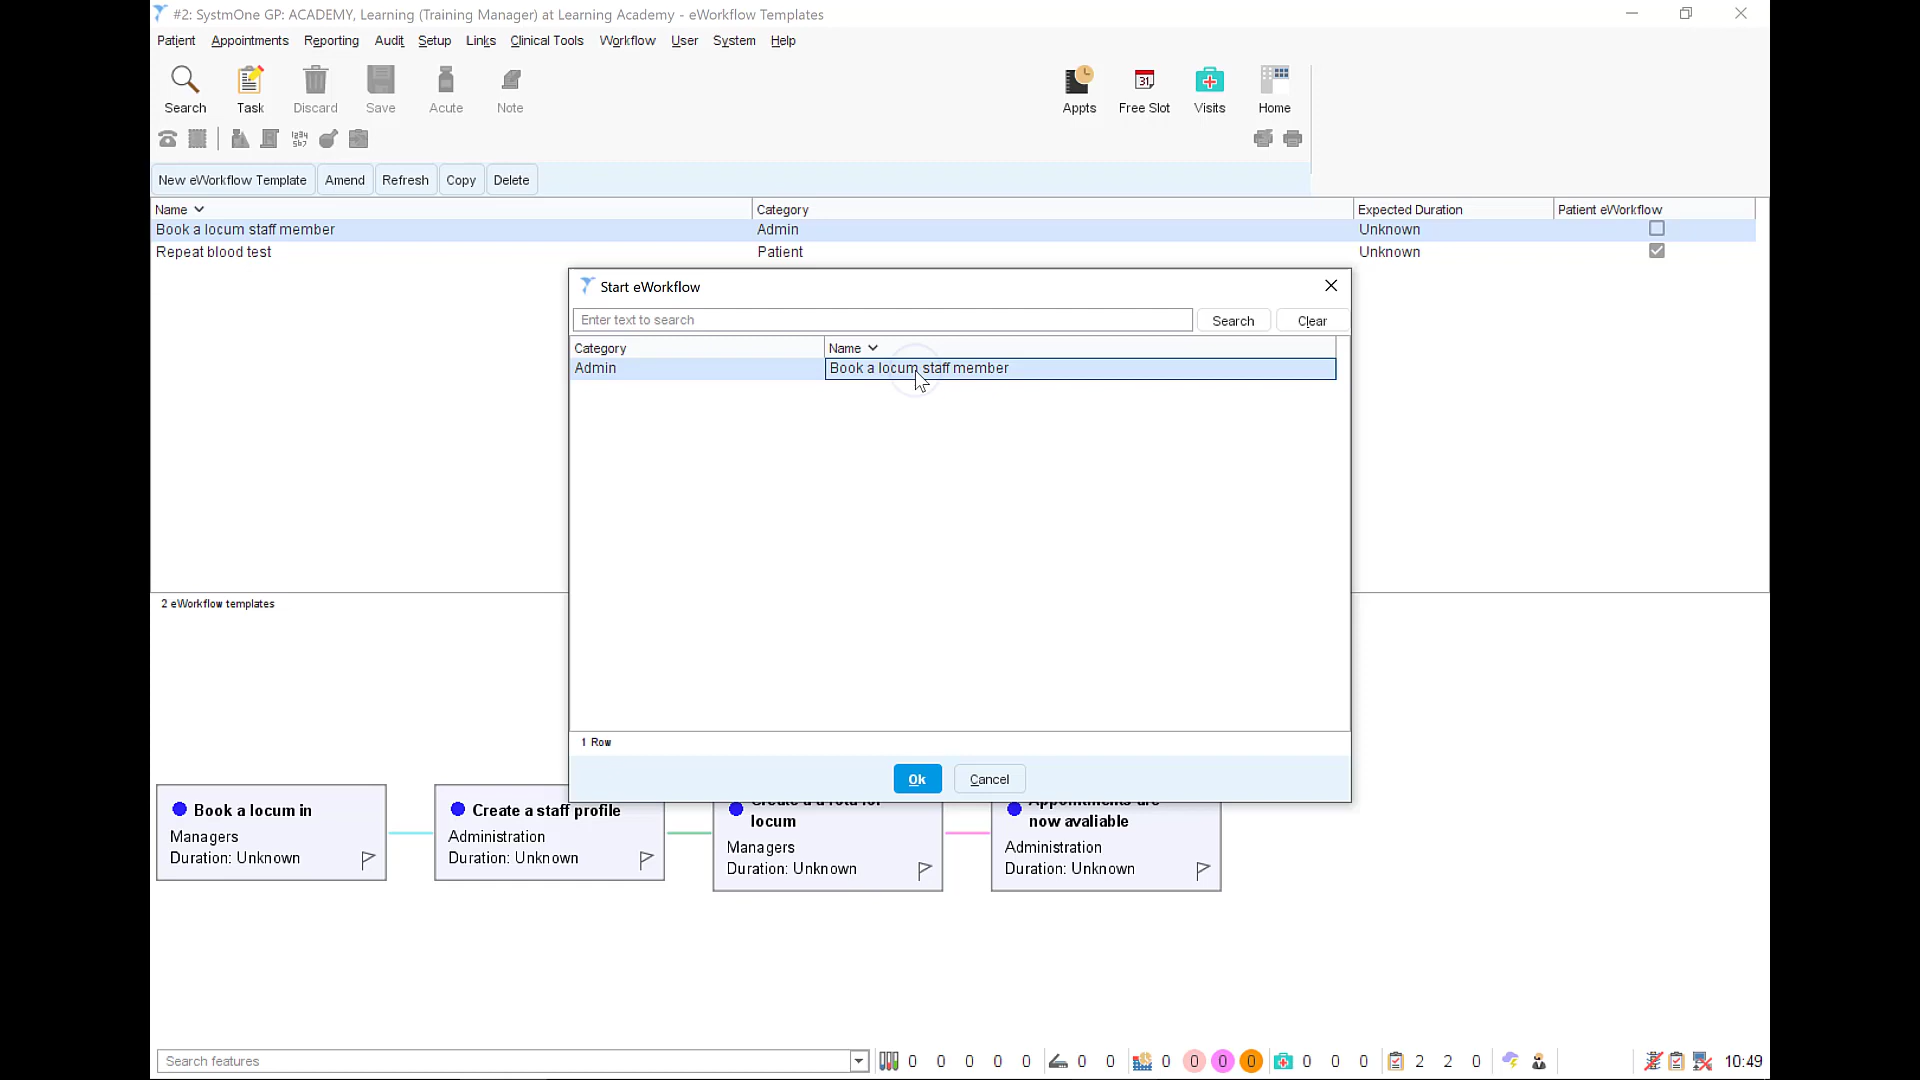 #2: SystmOne GP: ACADEMY, Learning (Training Manager) at Learning Academy - eWorkflow Templates
Patient Appointments Reporting Audit Setup Links Clinical Tools Workflow User System Help
Search Task Discard Save Acute Note 31 Appts Free Slot Visits Home
New eWorkflow Template Amend Refresh Copy Delete
Name Category Expected Duration Patient eWorkflow
Book a locum staff member Admin Unknown
Repeat blood test Patient Unknown
Start eWorkflow
Enter text to search Search Clear
Category Name
Admin Book a locum staff member
1 Row
Ok Cancel
2 eWorkflow templates
Book a locum in
Managers
Duration: Unknown
Create a staff profile
Administration
Duration: Unknown
locum
Managers
Duration: Unknown
now avaliable
Administration
Duration: Unknown
Search features 0 0 0 0 0 0 0 0 0 0 0 0 0 0 2 2 0 10:49